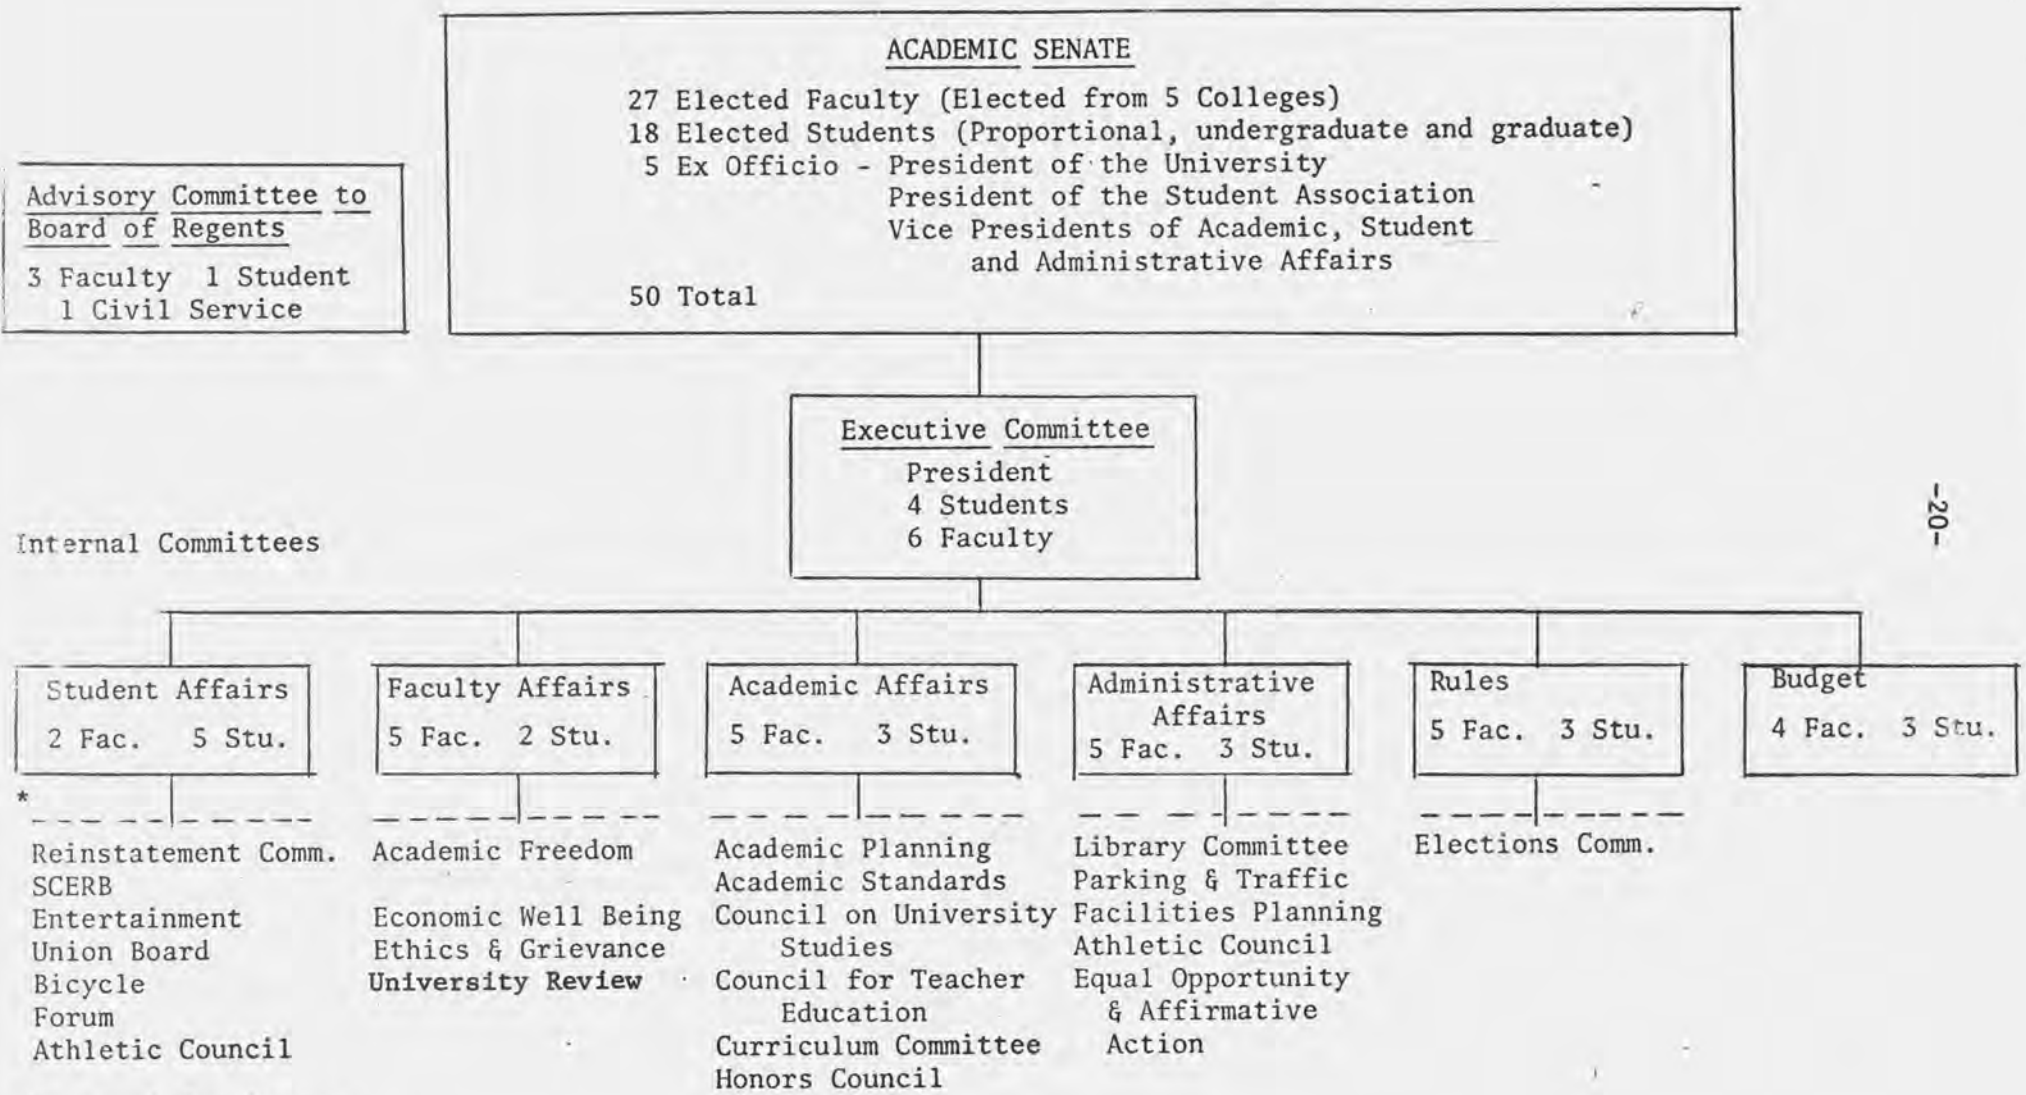 ACADEMIC SENATE
27 Elected Faculty (Elected from 5 Colleges)
18 Elected Students (Proportional, undergraduate and graduate)
5 Ex Officio - President of the University
President of the Student Association
Vice Presidents of Academic, Student
and Administrative Affairs
50 Total
Advisory Committee to
Board of Regents
3 Faculty 1 Student
1 Civil Service
Executive Committee
President
4 Students
6 Faculty
-20-
Internal Committees
Student Affairs
2 Fac. 5 Stu.
*
Reinstatement Comm.
SCERB
Entertainment
Union Board
Bicycle
Forum
Athletic Council
Faculty Affairs
5 Fac. 2 Stu.
Academic Freedom
Economic Well Being
Ethics & Grievance
University Review
Academic Affairs
5 Fac. 3 Stu.
Academic Planning
Academic Standards
Council on University
Studies
Council for Teacher
Education
Curriculum Committee
Honors Council
Administrative
Affairs
5 Fac. 3 Stu.
Library Committee
Parking & Traffic
Facilities Planning
Athletic Council
Equal Opportunity
& Affirmative
Action
Rules
5 Fac. 3 Stu.
Elections Comm.
Budget
4 Fac. 3 Stu.